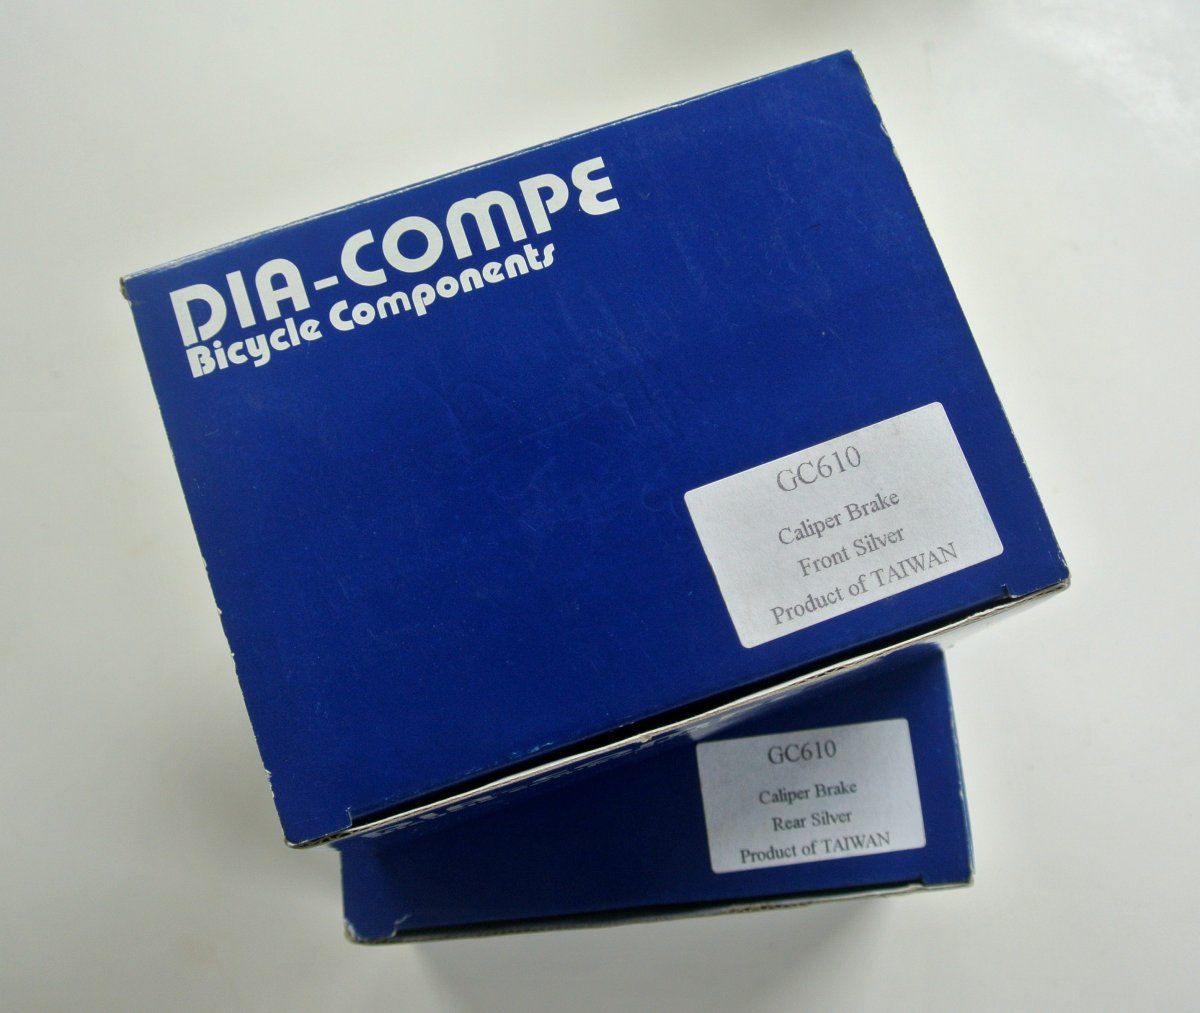 DIA-COMPE
Bicycle Components
GC610
Caliper Brake
Front Silver
Product of TAIWAN
GC610
Caliper Brake
Rear Silver
Product of TAIWAN